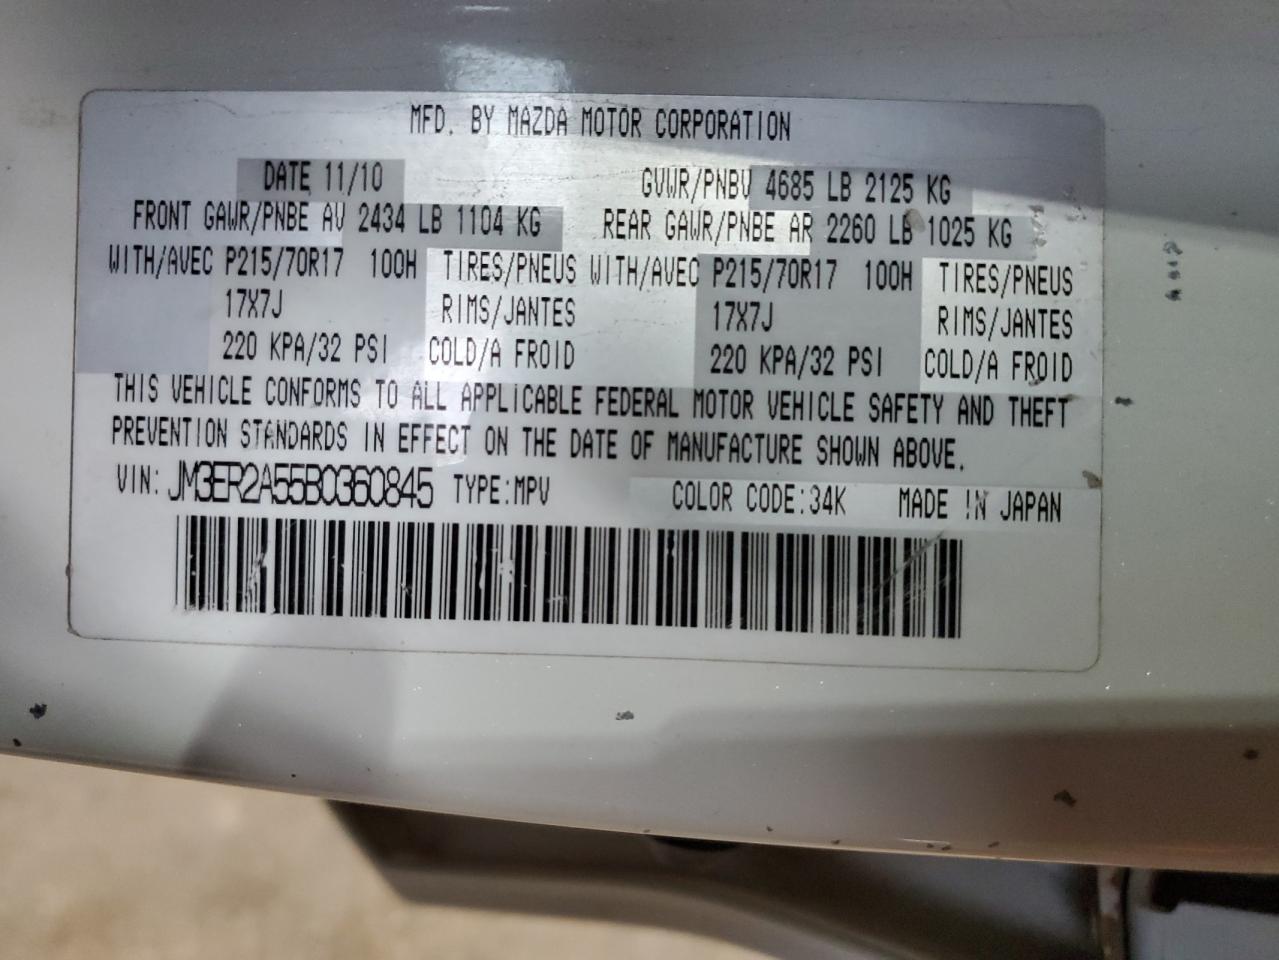 MFD. BY MAZDA MOTOR CORPORATION
DATE 11/10 GVWR/PNBV 4685 LB 2125 KG
FRONT GAWR/PNBE AV 2434 LB 1104 KG REAR GAWR/PNBE AR 2260 LB 1025 KG
WITH/AVEC P215/70R17 100H TIRES/PNEUS WITH/AVEC P215/70R17 100H TIRES/PNEUS
17X7J RIMS/JANTES 17X7J RIMS/JANTES
220 KPA/32 PSI COLD/A FROID 220 KPA/32 PSI COLD/A FROID
THIS VEHICLE CONFORMS TO ALL APPLICABLE FEDERAL MOTOR VEHICLE SAFETY AND THEFT
PREVENTION STANDARDS IN EFFECT ON THE DATE OF MANUFACTURE SHOWN ABOVE.
VIN: JM3ER2A55B0360845 TYPE:MPV COLOR CODE:34K MADE IN JAPAN